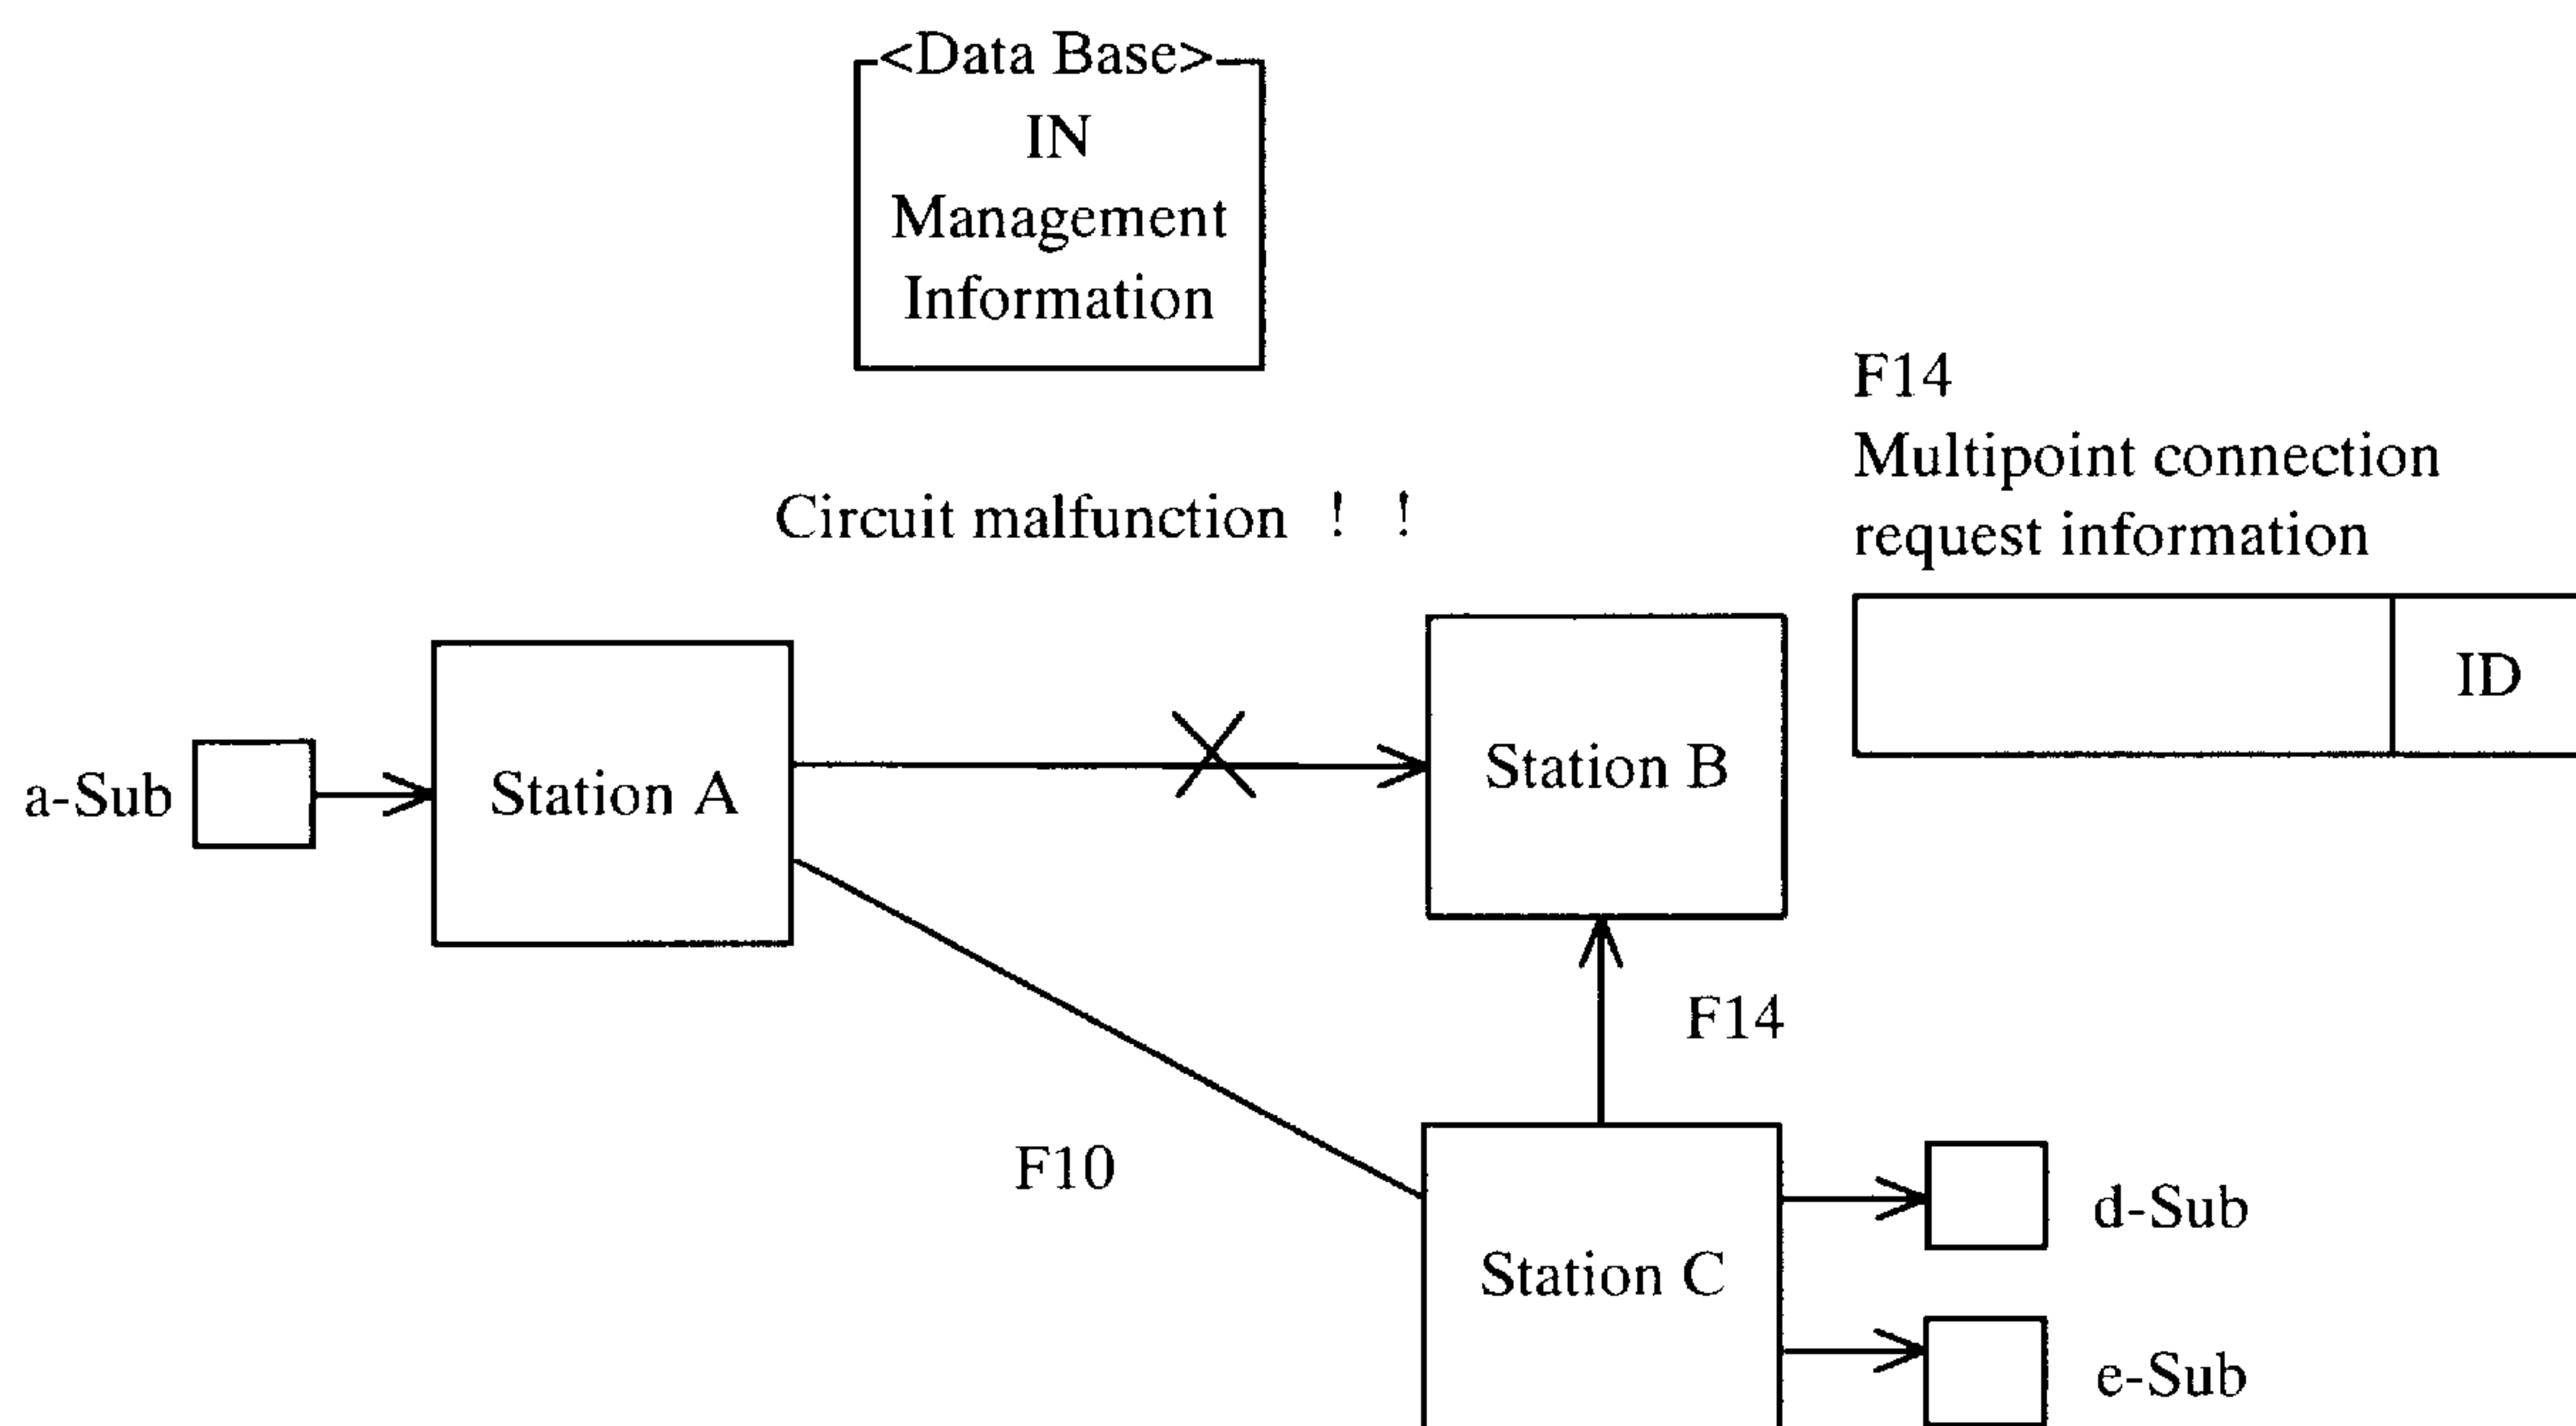 <Data Base>
IN
Management
Information
F14
Multipoint connection
request information
Circuit malfunction ! !
ID
a-Sub
Station A
Station B
F14
F10
Station C
d-Sub
e-Sub